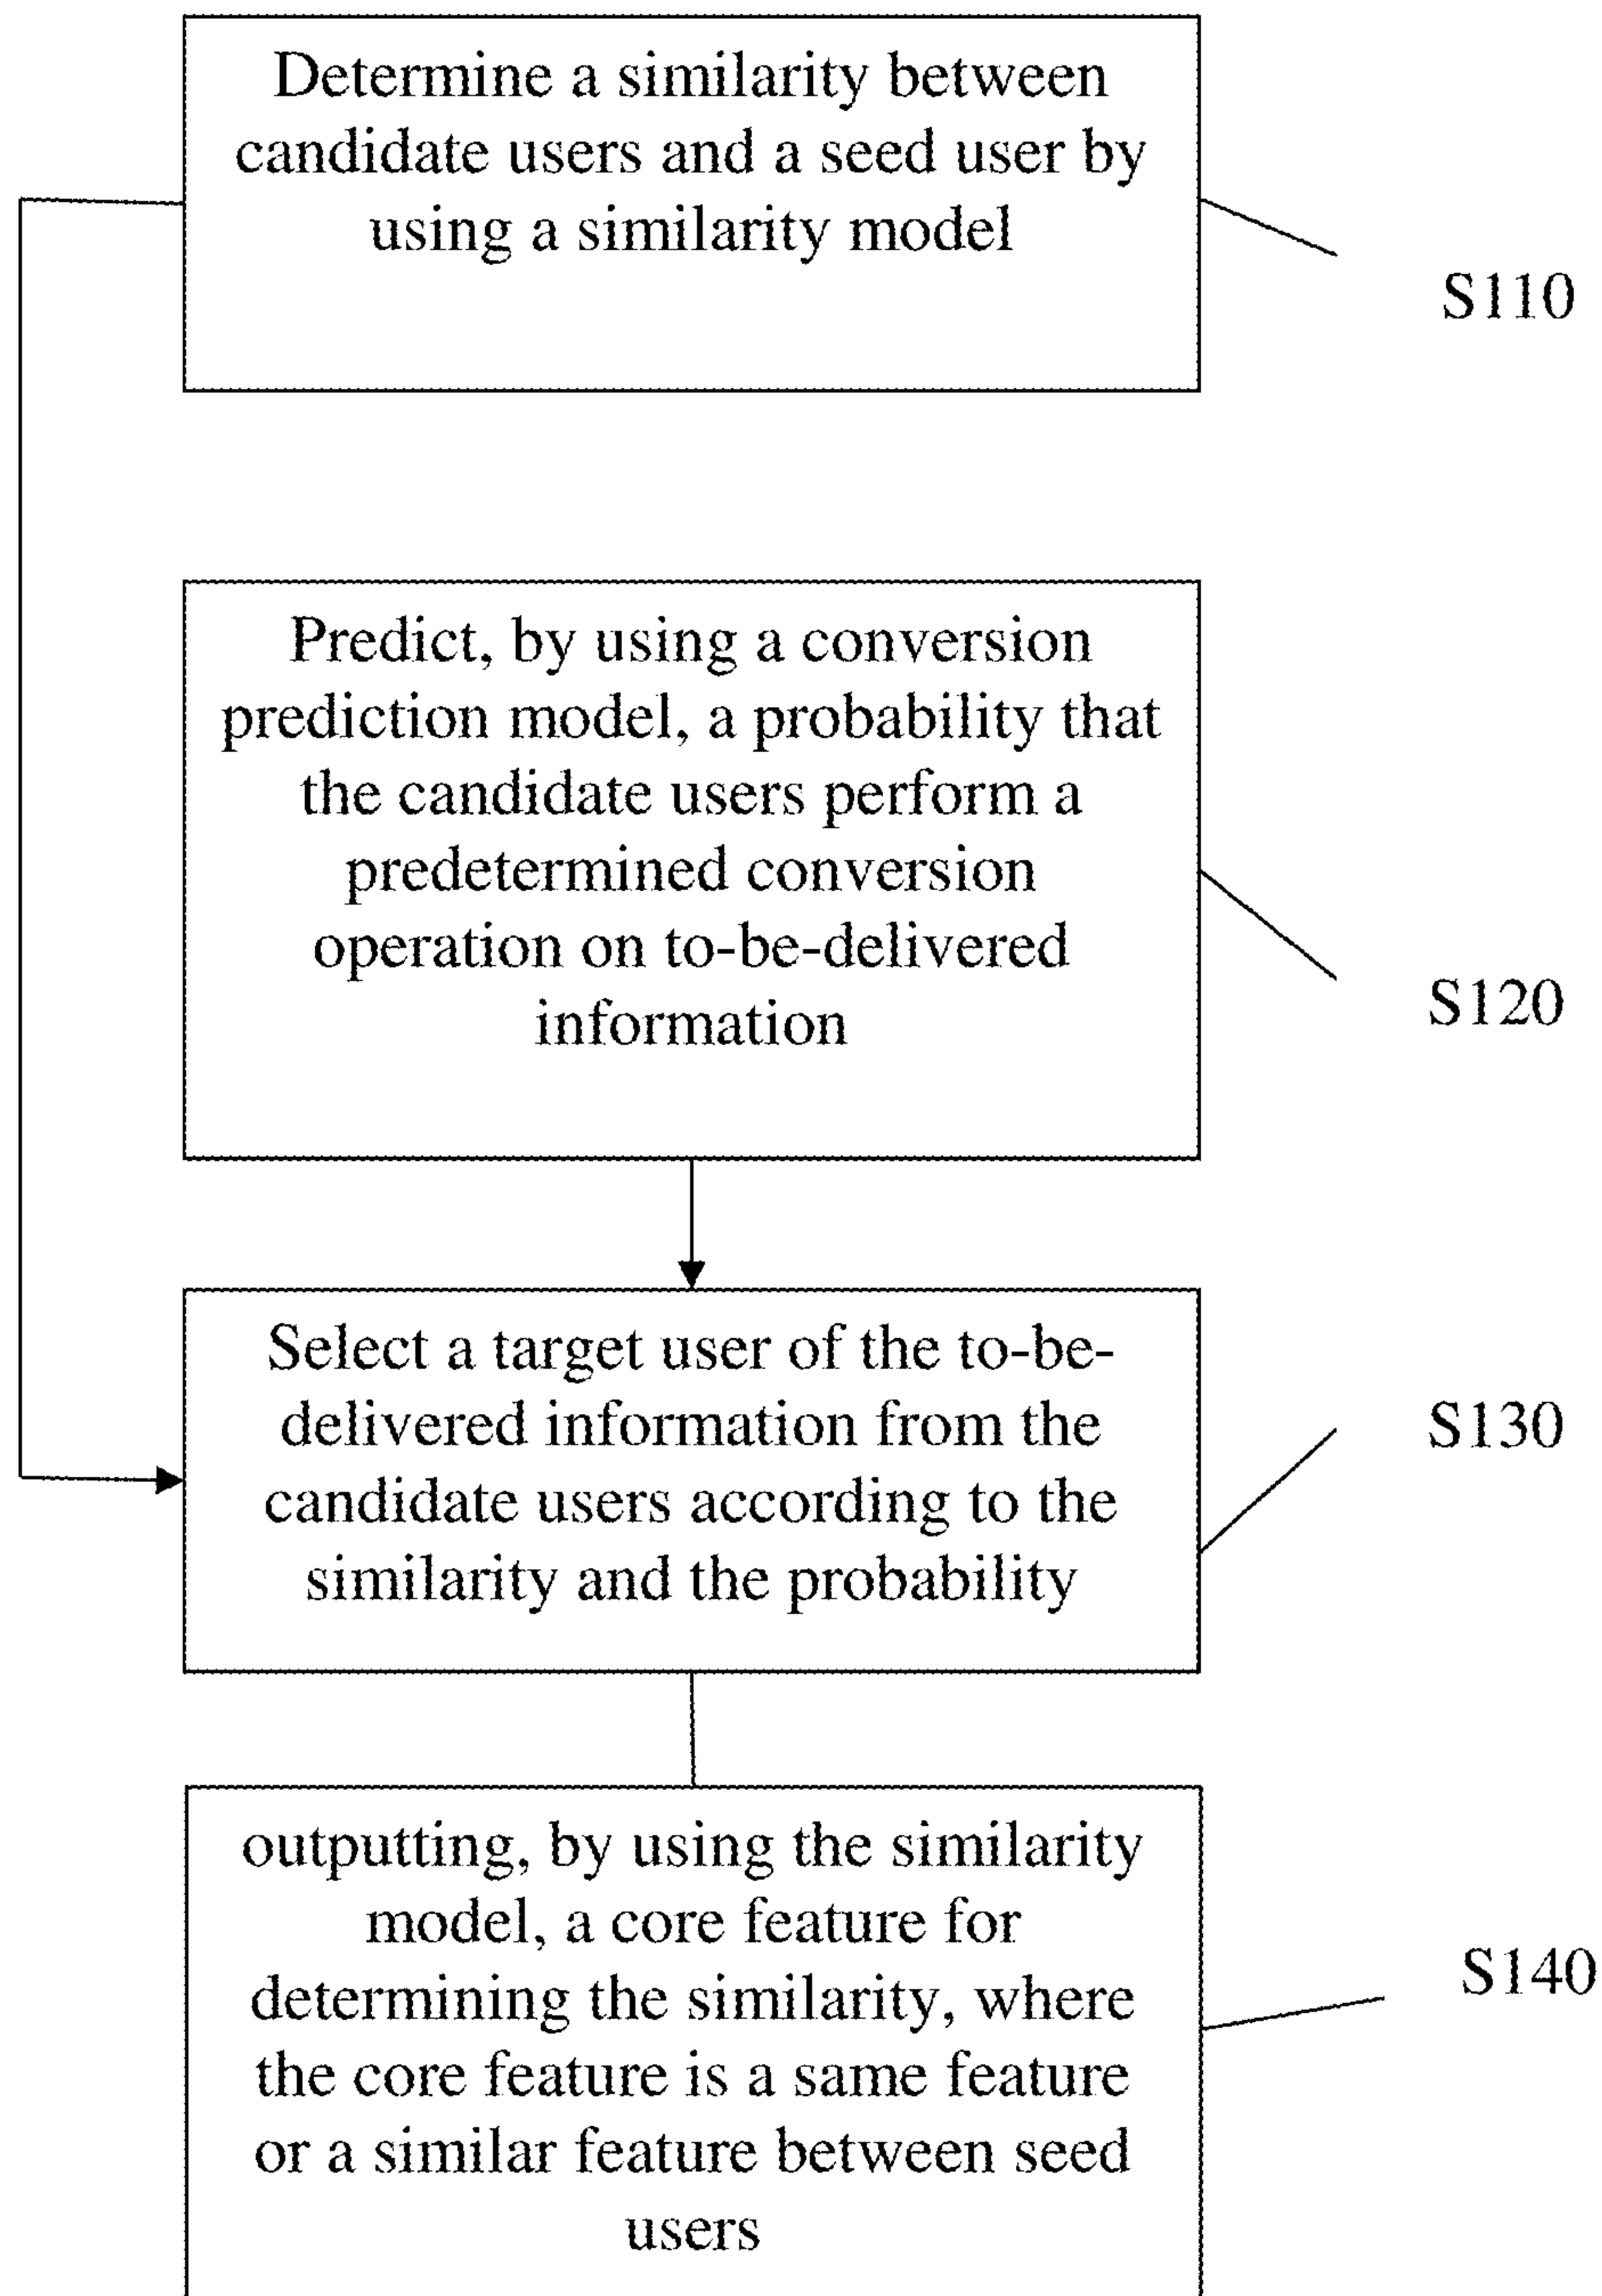 Determine a similarity between
candidate users and a seed user by
using a similarity model
S110
Predict, by using a conversion
prediction model, a probability that
the candidate users perform a
predetermined conversion
operation on to-be-delivered
information
S120
Select a target user of the to-be-
delivered information from the
candidate users according to the
similarity and the probability
S130
outputting, by using the similarity
model, a core feature for
determining the similarity, where
the core feature is a same feature
or a similar feature between seed
users
S140